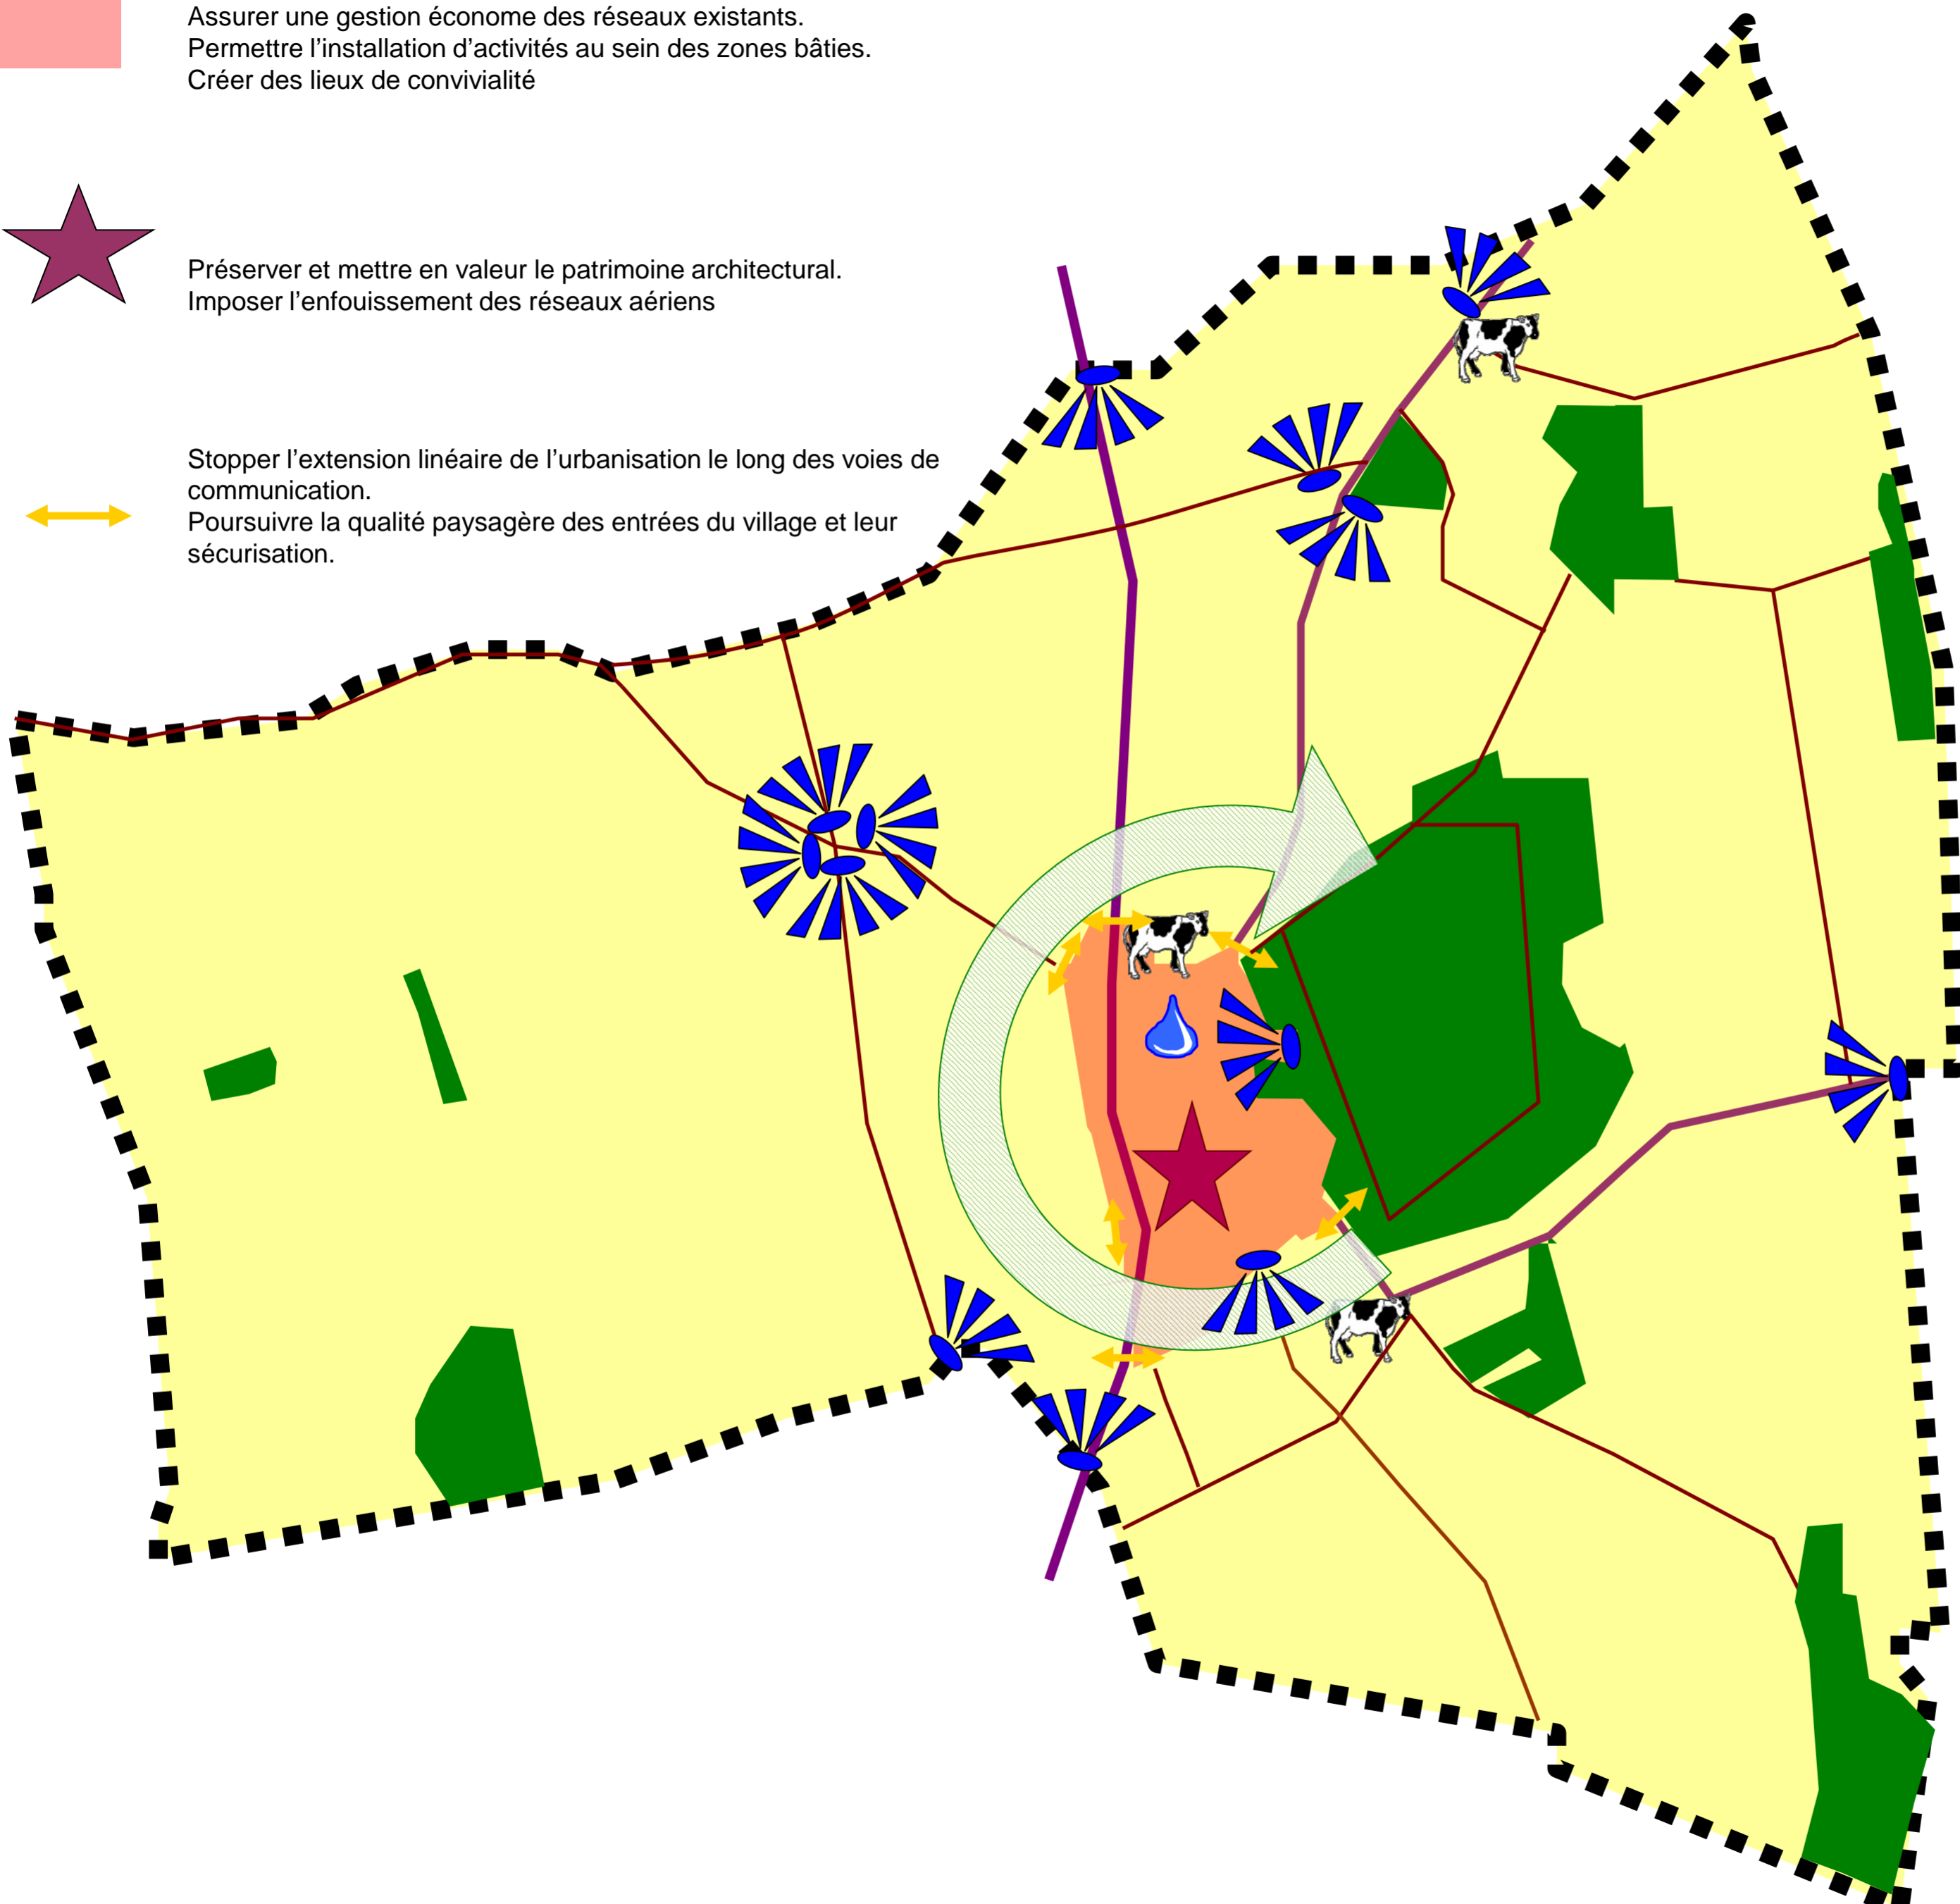 Assurer une gestion économe des réseaux existants.
Permettre l’installation d’activités au sein des zones bâties.
Créer des lieux de convivialité
Préserver et mettre en valeur le patrimoine architectural.
Imposer l’enfouissement des réseaux aériens
Stopper l’extension linéaire de l’urbanisation le long des voies de
communication.
Poursuivre la qualité paysagère des entrées du village et leur
sécurisation.